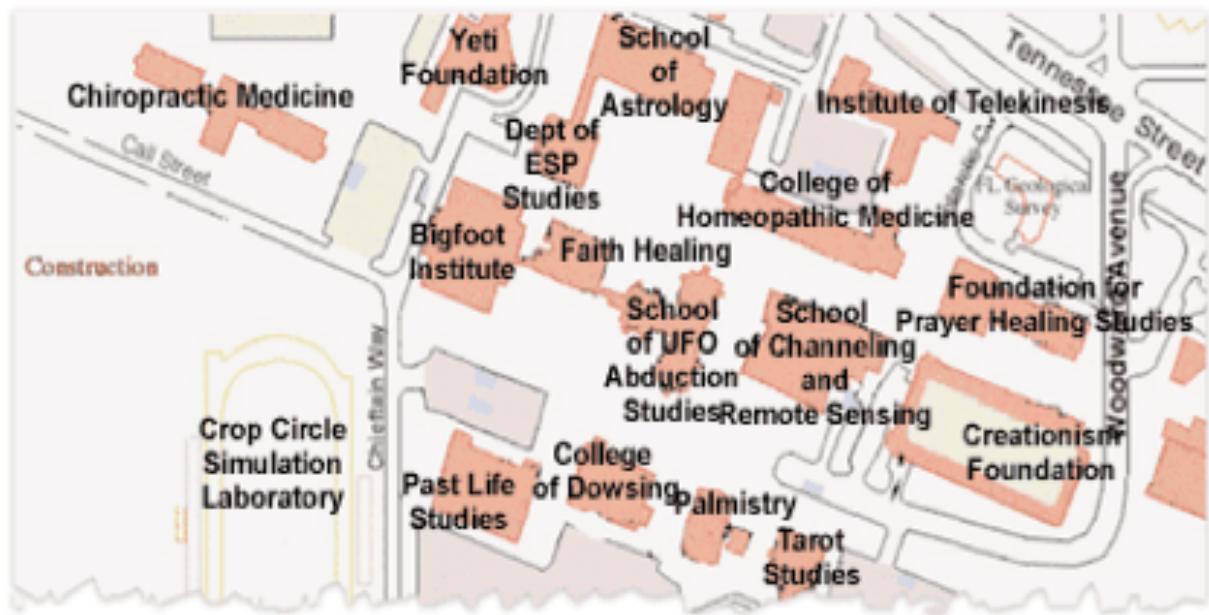 Yeti
Foundation
School
of
Astrology
Tennessee Street
Chiropractic Medicine
Institute of Telekinesis
Call Street
Dept of
ESP
Studies
College of
Homeopathic Medicine
FL Geological
Survey
Woodward Avenue
Bigfoot
Institute
Faith Healing
Construction
Foundation for
Prayer Healing Studies
School
of UFO
Abduction
Studies
School
of Channeling
and
Remote Sensing
Chieftain Way
Crop Circle
Simulation
Laboratory
Creationism
Foundation
Past Life
Studies
College
of Dowsing
Palmistry
Tarot
Studies